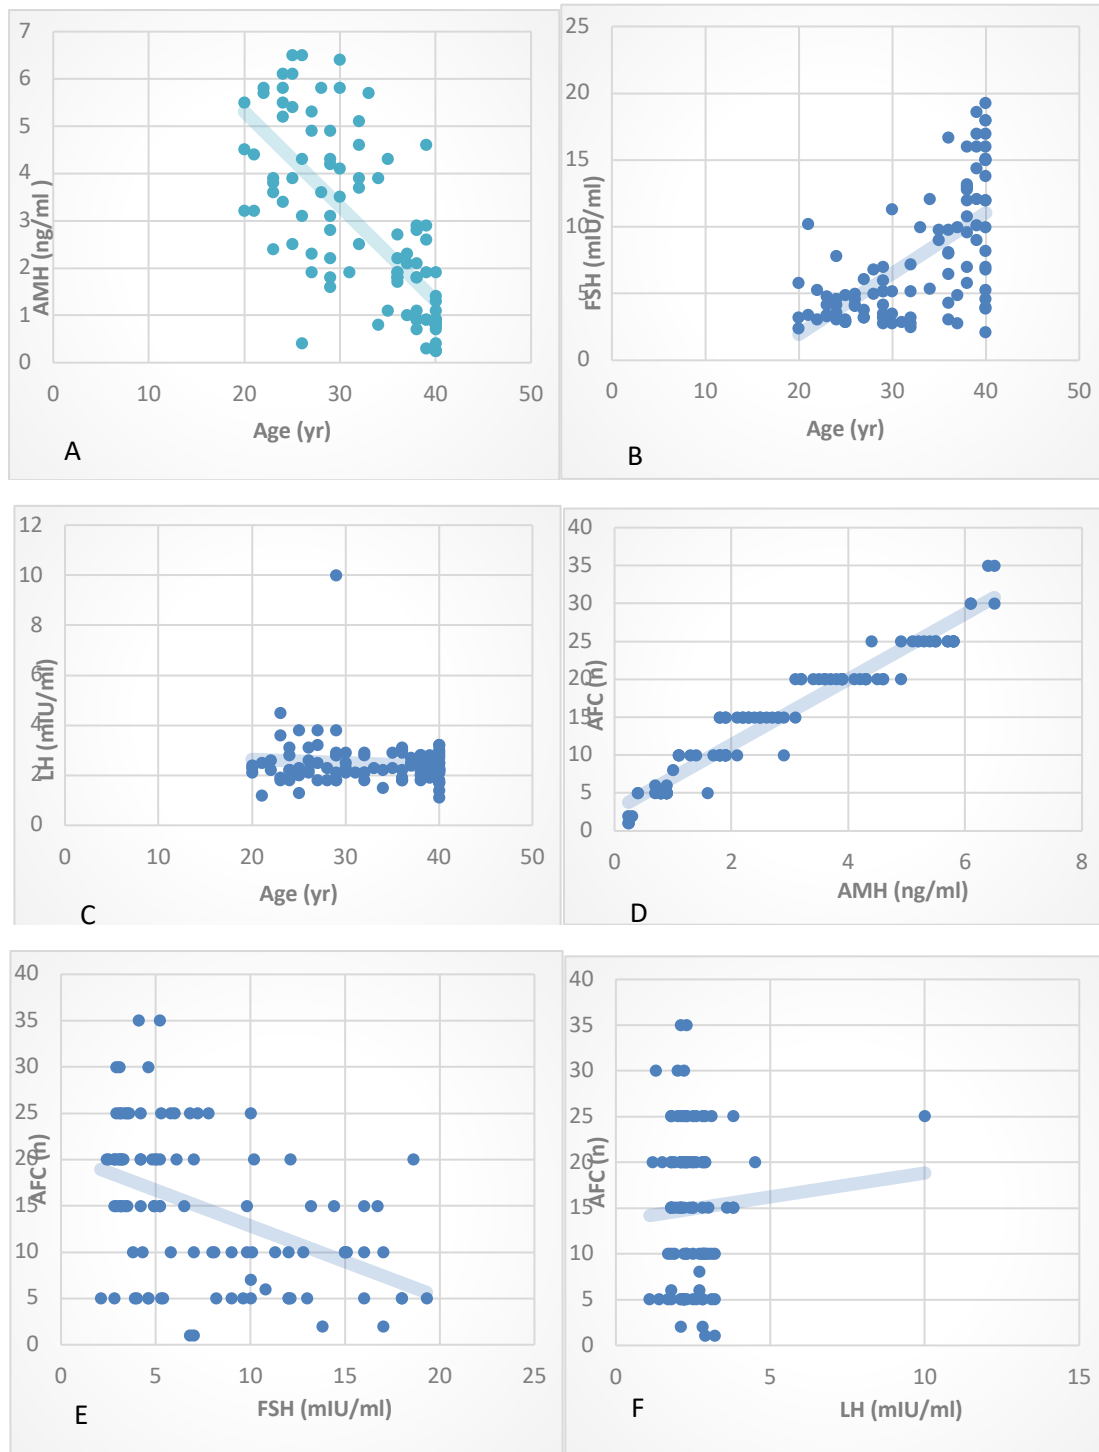 7
6
5
4
3
2
1
0
AMH (ng/ml )
0 10 20 30 40 50
Age (yr)
A
25
20
15
10
5
0
FSH (mIU/ml)
0 10 20 30 40 50
Age (yr)
B
12
10
8
6
4
2
0
LH (mIU/ml)
0 10 20 30 40 50
Age (yr)
C
40
35
30
25
20
15
10
5
0
AFC (n)
0 2 4 6 8
AMH (ng/ml)
D
40
35
30
25
20
15
10
5
0
AFC (n)
0 5 10 15 20 25
FSH (mIU/ml)
E
40
35
30
25
20
15
10
5
0
AFC (n)
0 5 10 15
LH (mIU/ml)
F